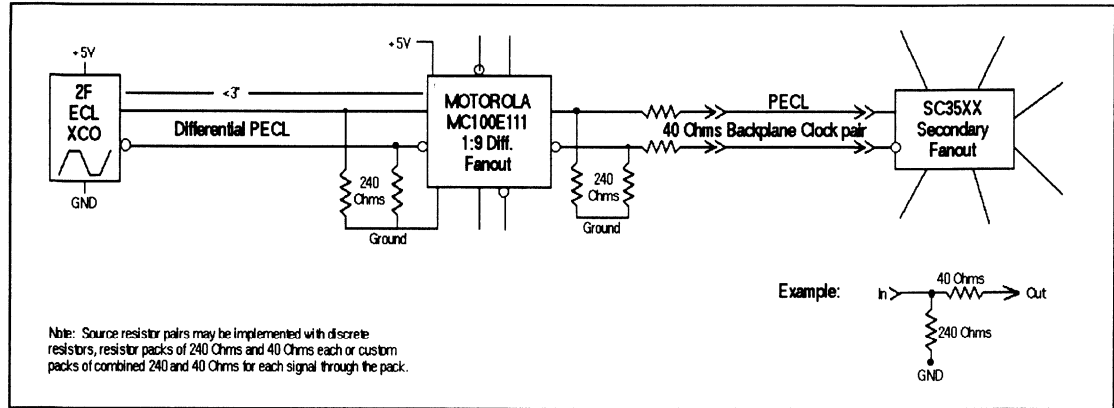 +5V
2F
ECL
XCO
GND
<3"
Differential PECL
240
Ohms
Ground
+5V
MOTOROLA
MC100E111
1:9 Diff.
Fanout
240
Ohms
Ground
PECL
40 Ohms Backplane Clock pair
SC35XX
Secondary
Fanout
Example:
In
40 Ohms
Out
240 Ohms
GND
Note: Source resistor pairs may be implemented with discrete
resistors, resistor packs of 240 Ohms and 40 Ohms each or custom
packs of combined 240 and 40 Ohms for each signal through the pack.